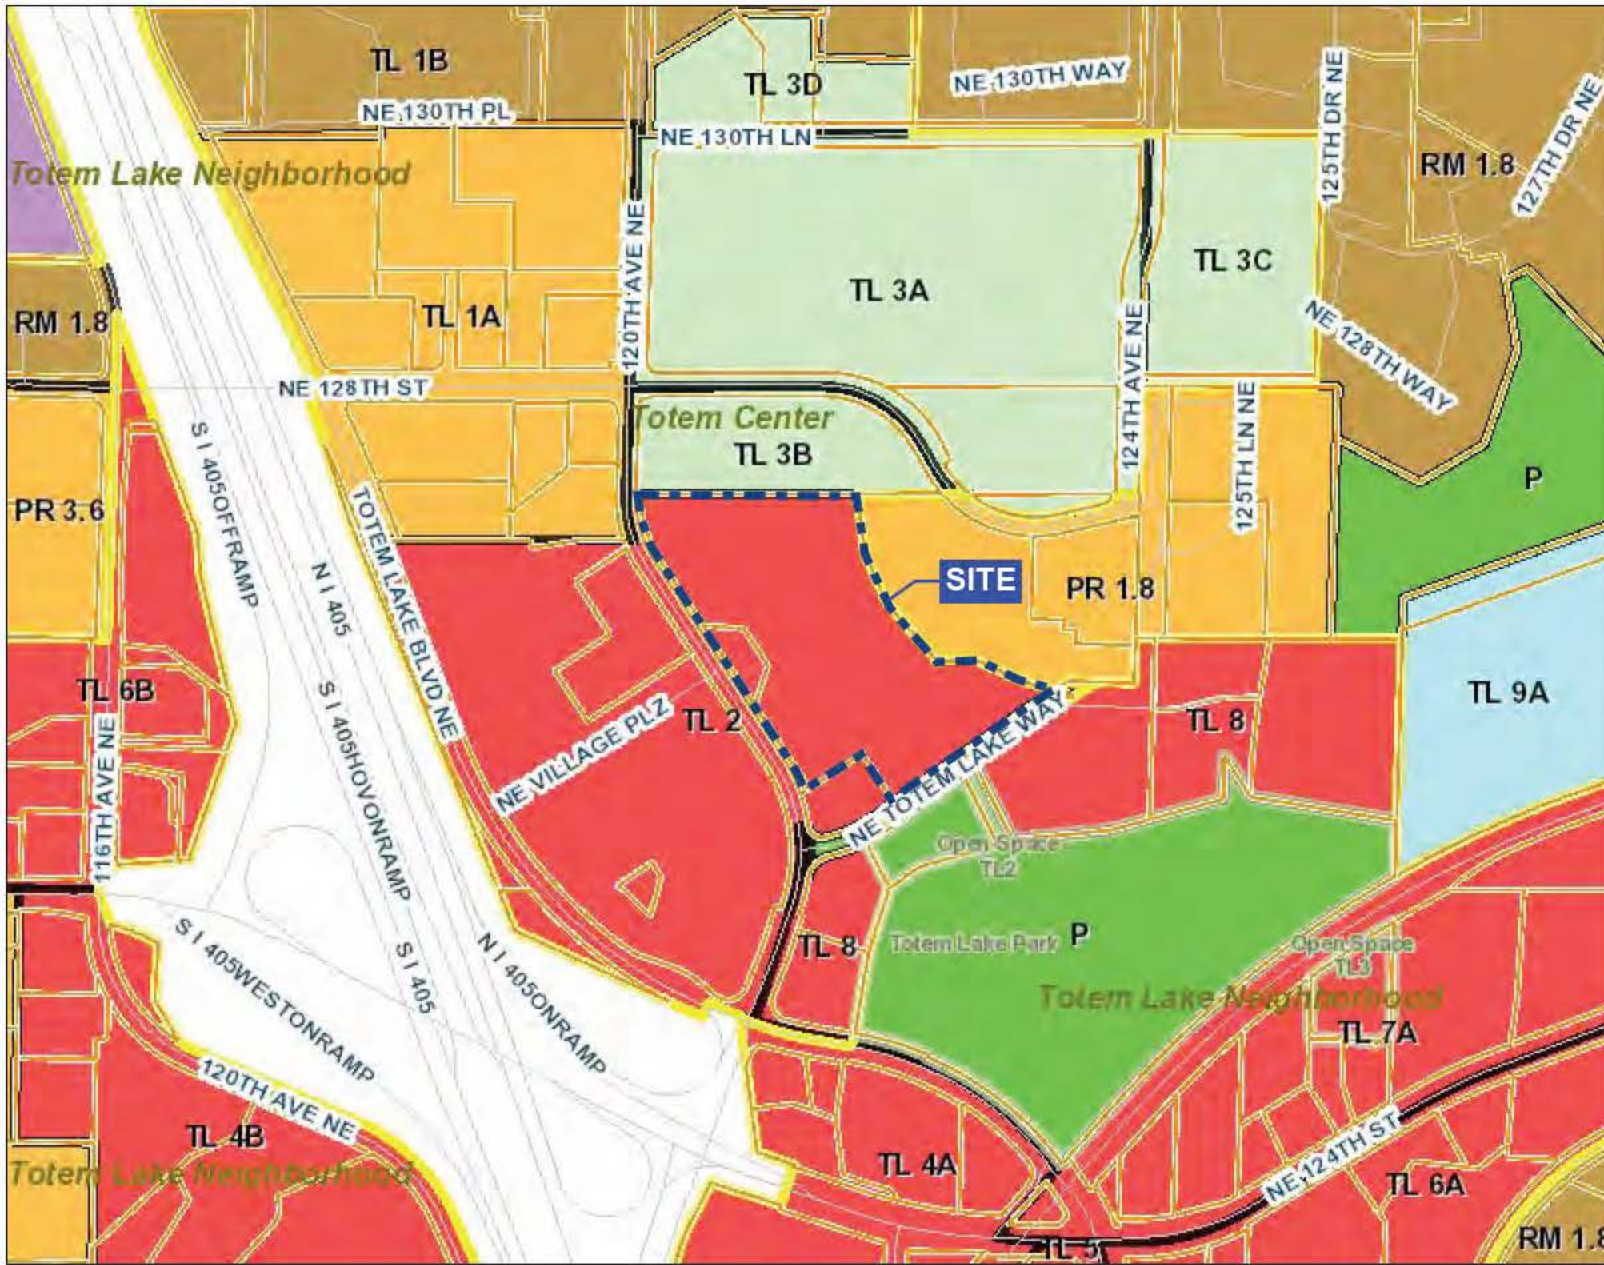 TL 1B
TL 3D
NE 130TH WAY
125TH DR NE
127TH DR NE
NE 130TH PL
NE 130TH LN
RM 1.8
Totem Lake Neighborhood
120TH AVE NE
TL 3A
TL 3C
124TH AVE NE
RM 1.8
TL 1A
NE 128TH WAY
NE 128TH ST
Totem Center
TL 3B
125TH LN NE
P
S I 405OFFRAMP
N I 405
TOTEM LAKE BLVD NE
PR 3.6
SITE
PR 1.8
TL 6B
116TH AVE NE
S I 405HOVONRAMP
NE VILLAGE PLZ
TL 2
NE TOTEM LAKE WAY
TL 8
TL 9A
Open Space
TL2
S I 405WESTONRAMP
S I 405
N I 405ONRAMP
TL 8
Totem Lake Park
P
Open Space
TL3
Totem Lake Neighborhood
TL 7A
120TH AVE NE
TL 4B
Totem Lake Neighborhood
TL 4A
NE 124TH ST
TL 6A
TL 5
RM 1.8